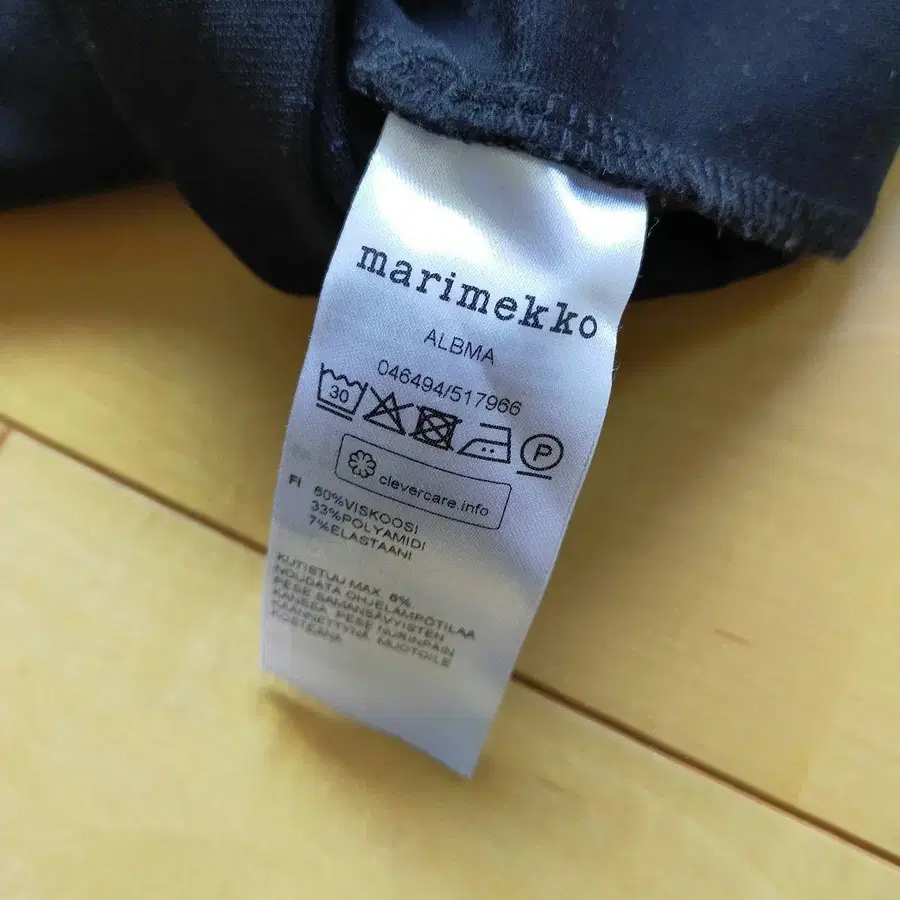 marimekko
ALBMA
046494/517966
30
P
clevercare.info
FI 60%VISKOOSI
33%POLYAMIDI
7%ELASTAANI
KUTISTUU MAX. 6%
NOUDATA OHJELÄMPÖTILAA
PESE SAMANSÄVYISTEN
KANSSA PESE NURINPÄIN
KÄÄNNETTYNÄ MUOTOILE
KOSTEANA